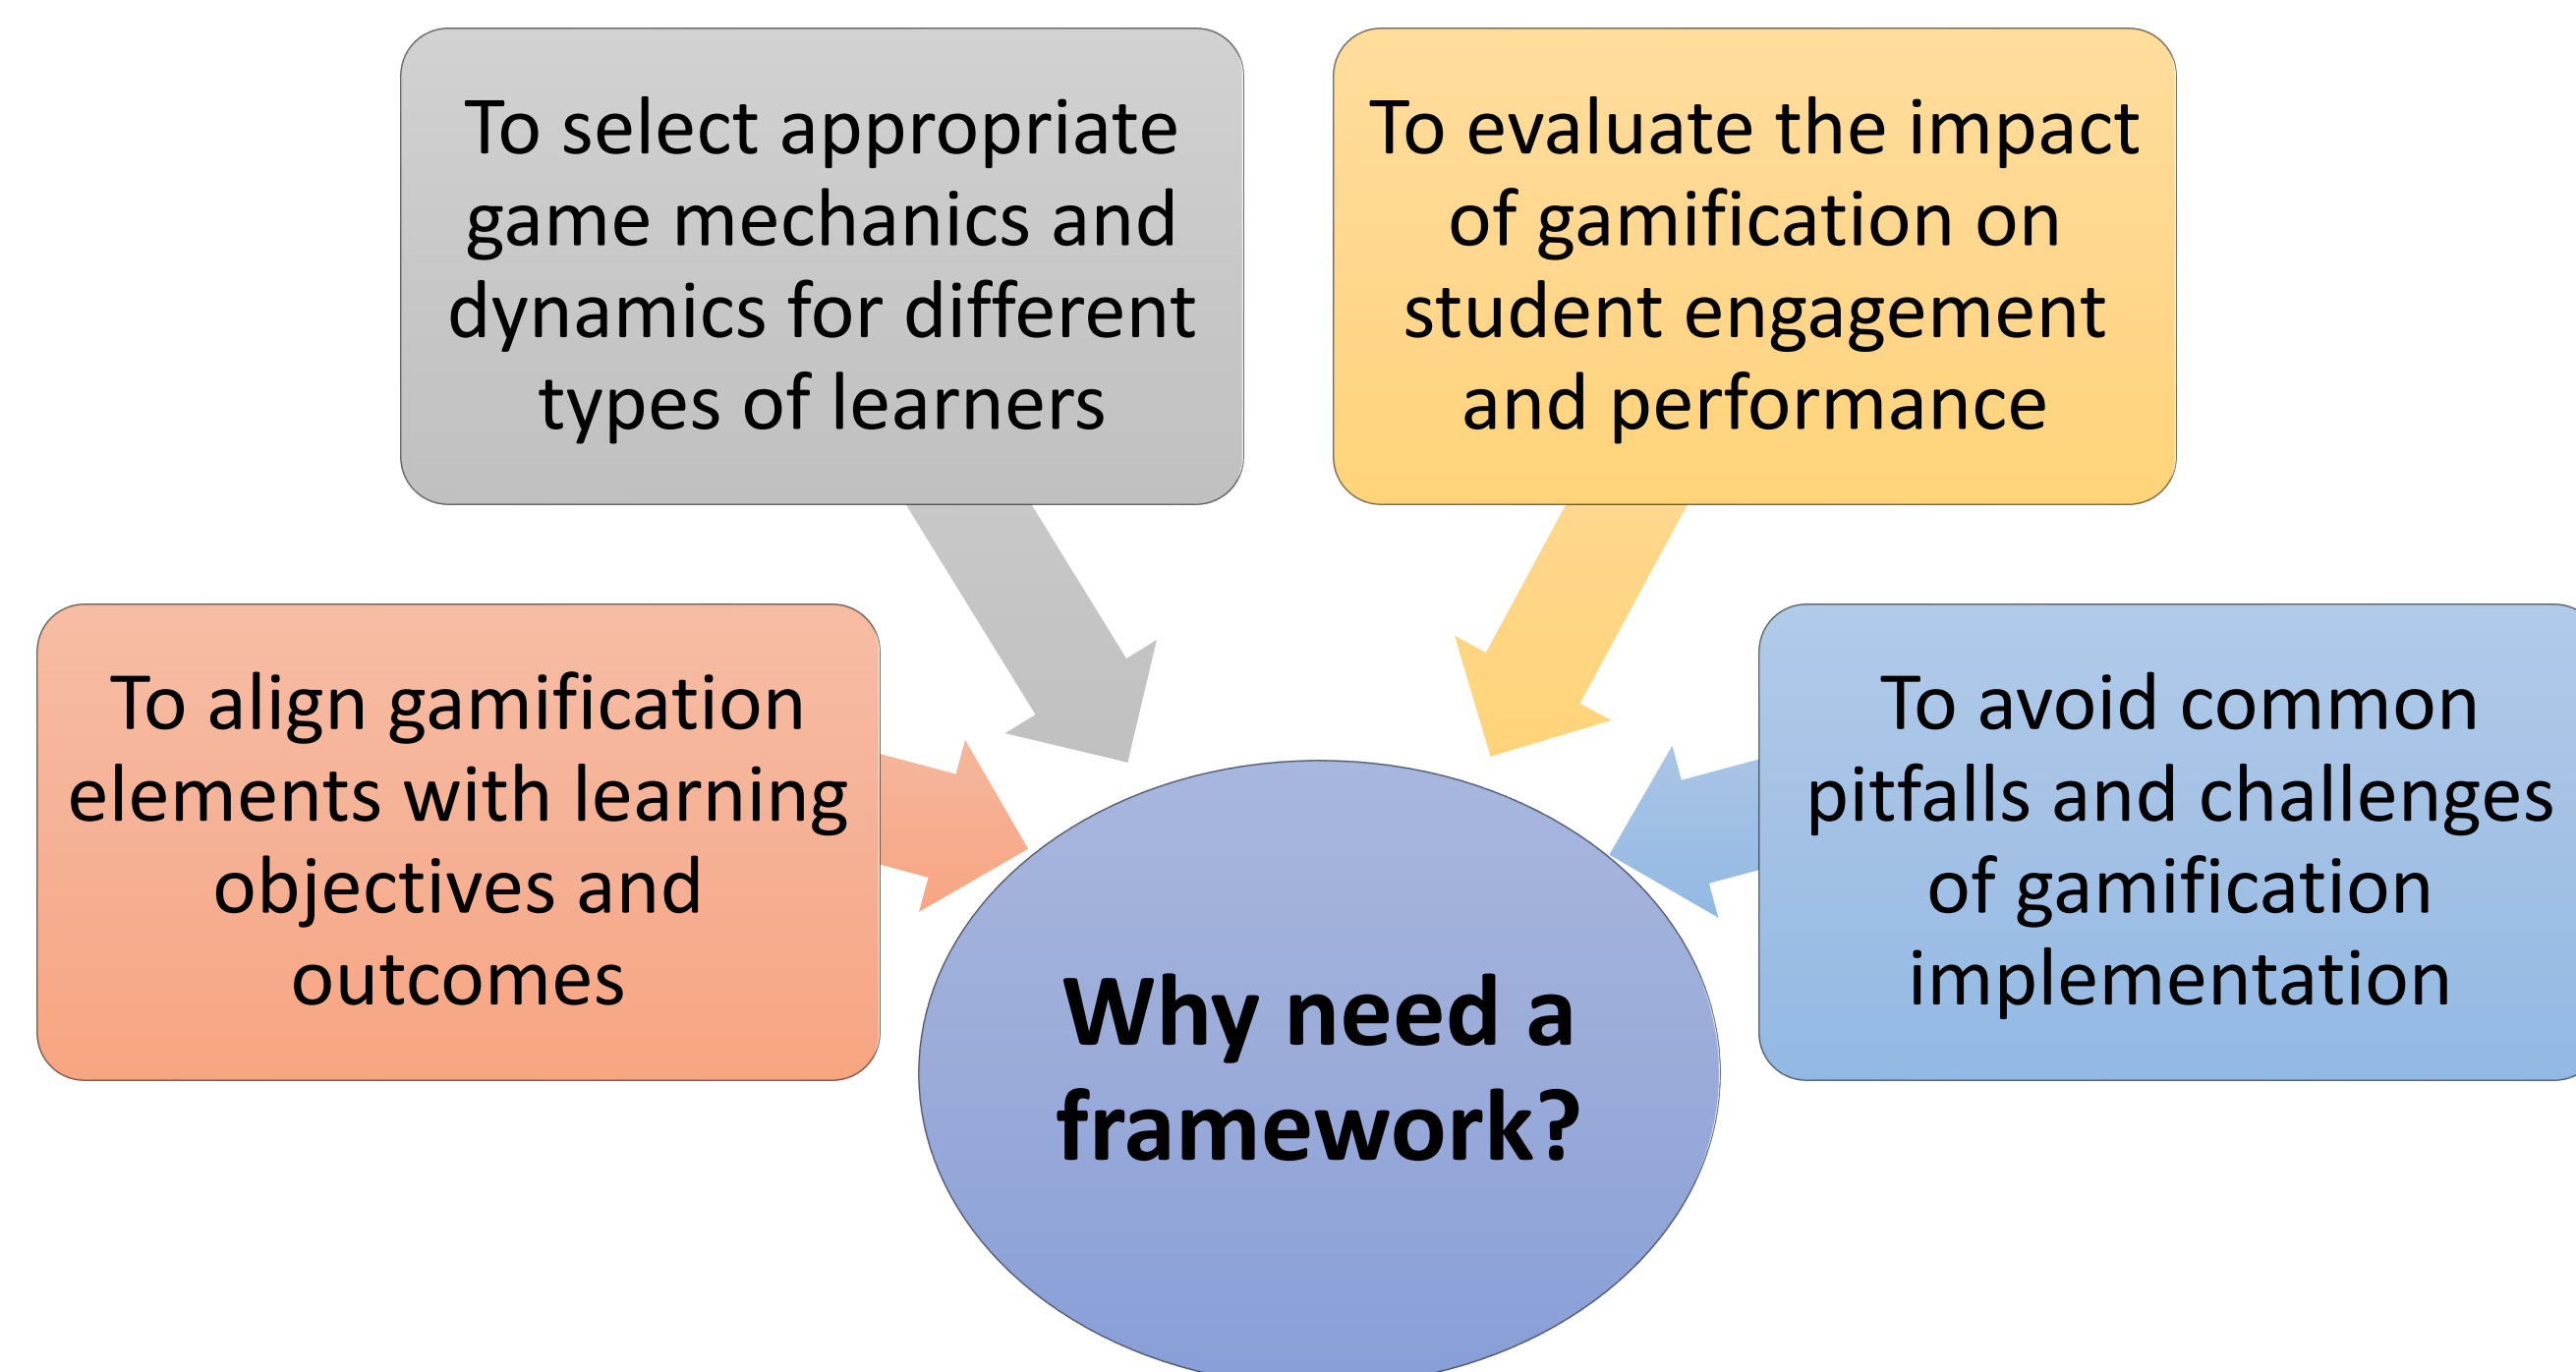 To select appropriate
game mechanics and
dynamics for different
types of learners
To evaluate the impact
of gamification on
student engagement
and performance
To align gamification
elements with learning
objectives and
outcomes
To avoid common
pitfalls and challenges
of gamification
implementation
Why need a
framework?